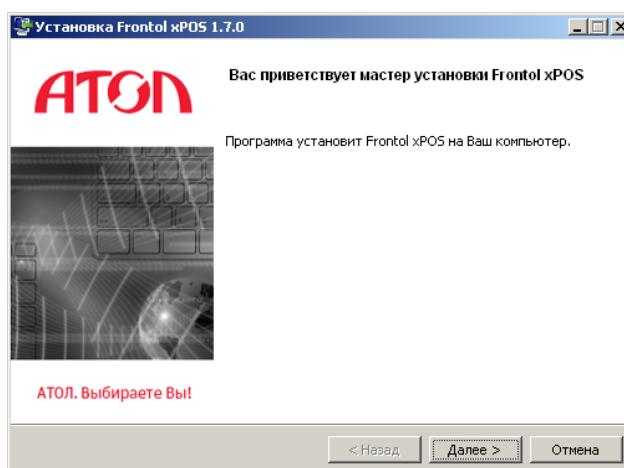 Установка Frontol xPOS 1.7.0
АТОЛ
Вас приветствует мастер установки Frontol xPOS
Программа установит Frontol xPOS на Ваш компьютер.
АТОЛ. Выбираете Вы!
< Назад
Далее >
Отмена